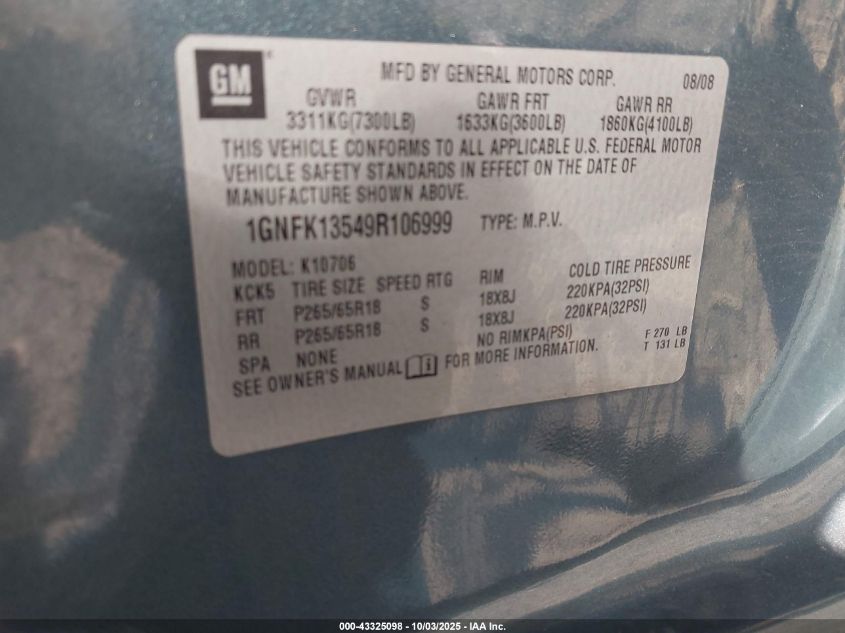 GM
MFD BY GENERAL MOTORS CORP. 08/08
GVWR GAWR FRT GAWR RR
3311KG(7300LB) 1633KG(3600LB) 1860KG(4100LB)
THIS VEHICLE CONFORMS TO ALL APPLICABLE U.S. FEDERAL MOTOR
VEHICLE SAFETY STANDARDS IN EFFECT ON THE DATE OF
MANUFACTURE SHOWN ABOVE.
1GNFK13549R106999 TYPE: M.P.V.
MODEL: K10706
KCK5 TIRE SIZE SPEED RTG RIM COLD TIRE PRESSURE
FRT P265/65R18 S 18X8J 220KPA(32PSI)
RR P265/65R18 S 18X8J 220KPA(32PSI)
SPA NONE NO RIMKPA(PSI) F 270 LB
SEE OWNER'S MANUAL FOR MORE INFORMATION. T 131 LB
000-43325098 - 10/03/2025 - IAA Inc.